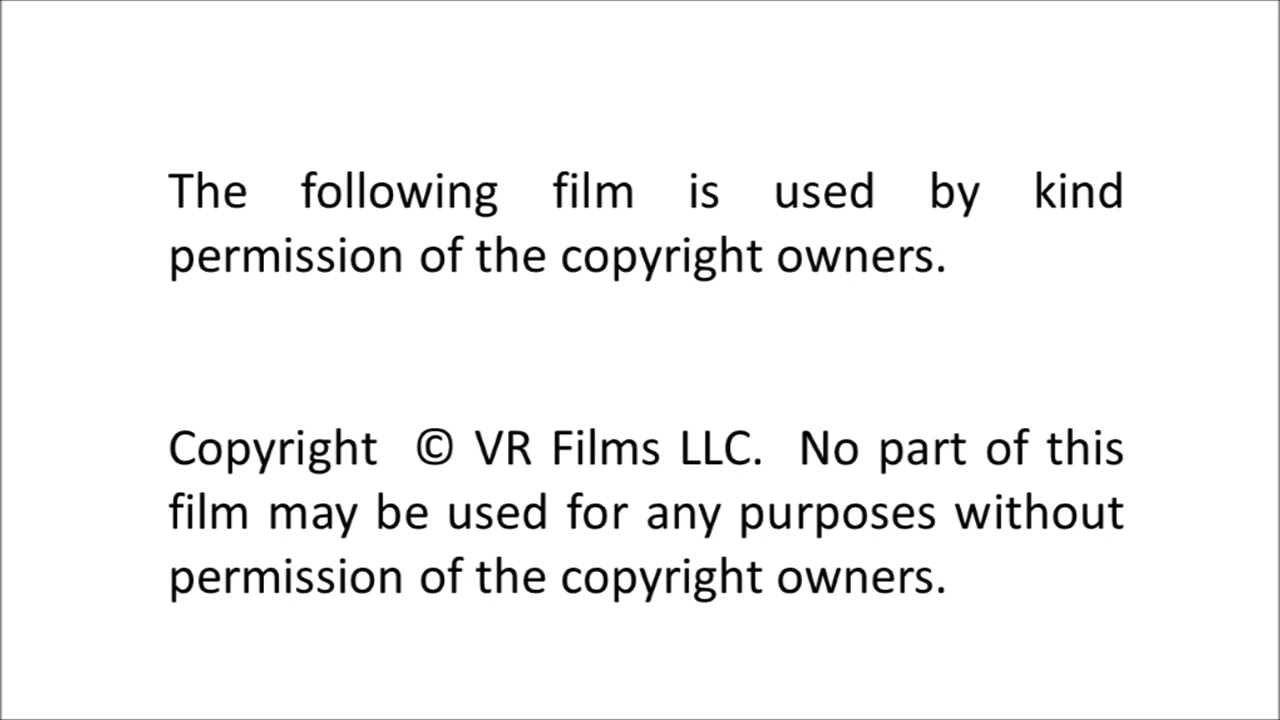 The following film is used by kind
permission of the copyright owners.
Copyright © VR Films LLC. No part of this
film may be used for any purposes without
permission of the copyright owners.